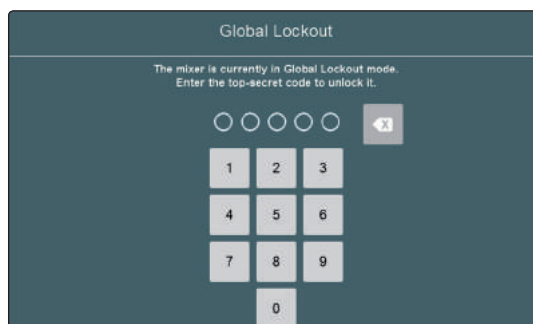 Global Lockout
The mixer is currently in Global Lockout mode.
Enter the top-secret code to unlock it.
X
1 2 3
4 5 6
7 8 9
0